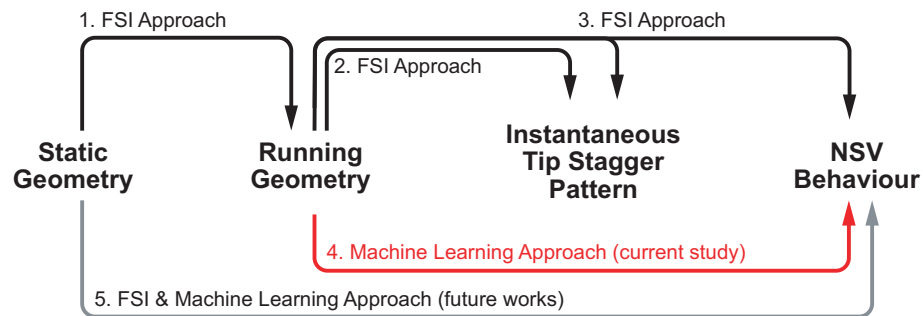 1. FSI Approach
3. FSI Approach
2. FSI Approach
Static
Geometry
Running
Geometry
Instantaneous
Tip Stagger
Pattern
NSV
Behaviour
4. Machine Learning Approach (current study)
5. FSI & Machine Learning Approach (future works)